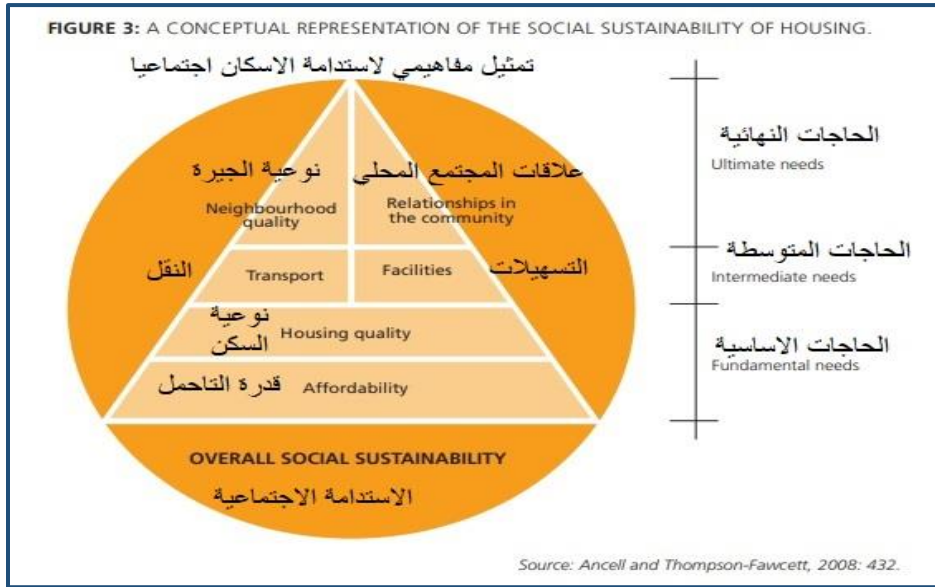 FIGURE 3: A CONCEPTUAL REPRESENTATION OF THE SOCIAL SUSTAINABILITY OF HOUSING.
تمثيل مفاهيمي لاستدامة الاسكان اجتماعيا
نوعية الجيرة
Neighbourhood
quality
علاقات المجتمع المحلي
Relationships in
the community
النقل
Transport
Facilities
التسهيلات
نوعية
السكن
Housing quality
قدرة التاحمل
Affordability
OVERALL SOCIAL SUSTAINABILITY
الاستدامة الاجتماعية
الحاجات النهائية
Ultimate needs
الحاجات المتوسطة
Intermediate needs
الحاجات الاساسية
Fundamental needs
Source: Ancell and Thompson-Fawcett, 2008: 432.